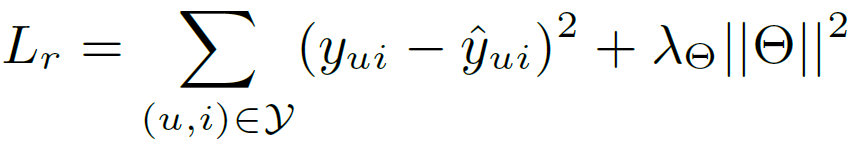 L_r = \sum_{(u,i)\in\mathcal{Y}} (y_{ui} - \hat{y}_{ui})^2 + \lambda_\Theta ||\Theta||^2